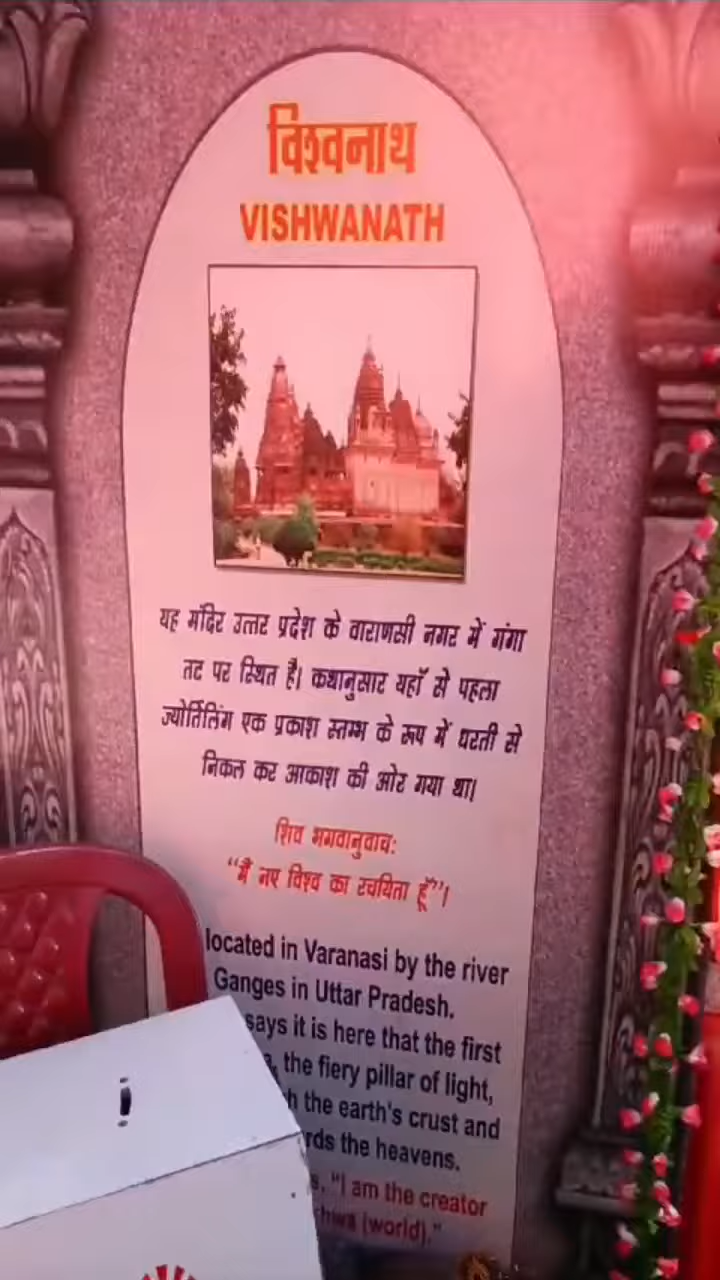 विश्वनाथ
VISHWANATH
यह मंदिर उत्तर प्रदेश के वाराणसी नगर में गंगा
तट पर स्थित है। कथानुसार यहाँ से पहला
ज्योर्तिलिंग एक प्रकाश स्तम्भ के रूप में धरती से
निकल कर आकाश की ओर गया था।
शिव भगवानुवाच:
“मैं नए विश्व का रचयिता हूँ”।
located in Varanasi by the river
Ganges in Uttar Pradesh.
says it is here that the first
the fiery pillar of light,
the earth's crust and
the heavens.
"I am the creator
(world)."